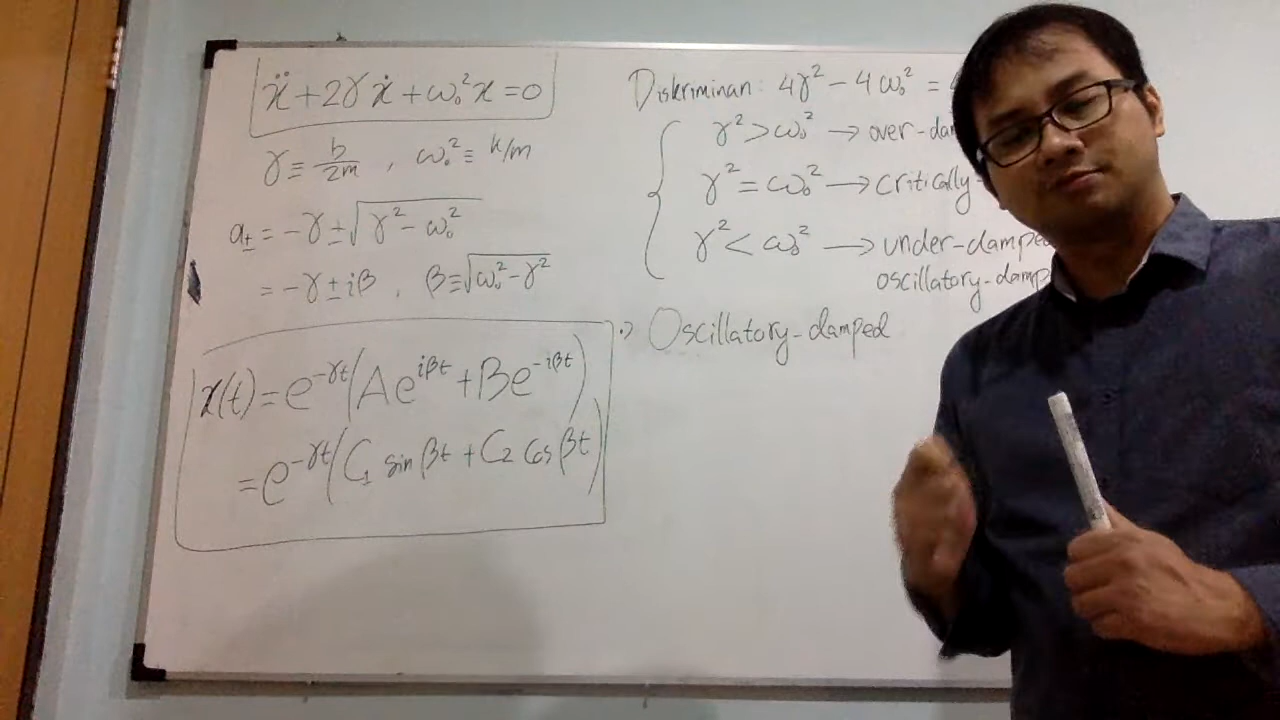 ẍ + 2γẋ + ω₀²x = 0
γ ≡ b/2m , ω₀² ≡ k/m
a± = -γ ± √(γ² - ω₀²)
= -γ ± iβ , β ≡ √(ω₀² - γ²)
x(t) = e^(-γt) (Ae^(iβt) + Be^(-iβt))
= e^(-γt) (C₁ sin βt + C₂ cos βt)
Diskriminan: 4γ² - 4ω₀² =
γ² > ω₀² → over-
γ² = ω₀² → critically-
γ² < ω₀² → under-damped
oscillatory-damp
•) Oscillatory-damped